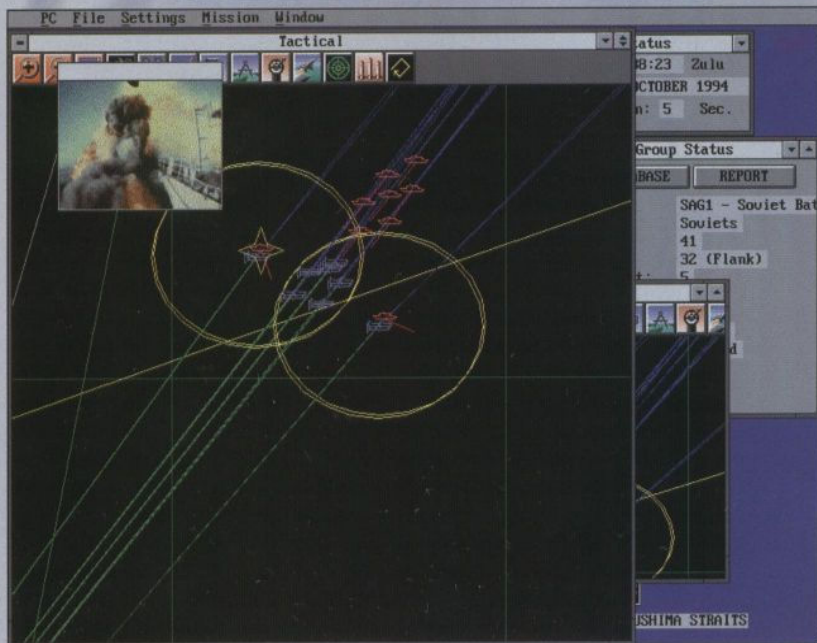 PC File Settings Mission Window
Tactical
Status
8:23 Zulu
OCTOBER 1994
n: 5 Sec.
Group Status
BASE REPORT
SAG1 - Soviet Bat
Soviets
41
32 (Flank)
5
d
USHIMA STRAITS